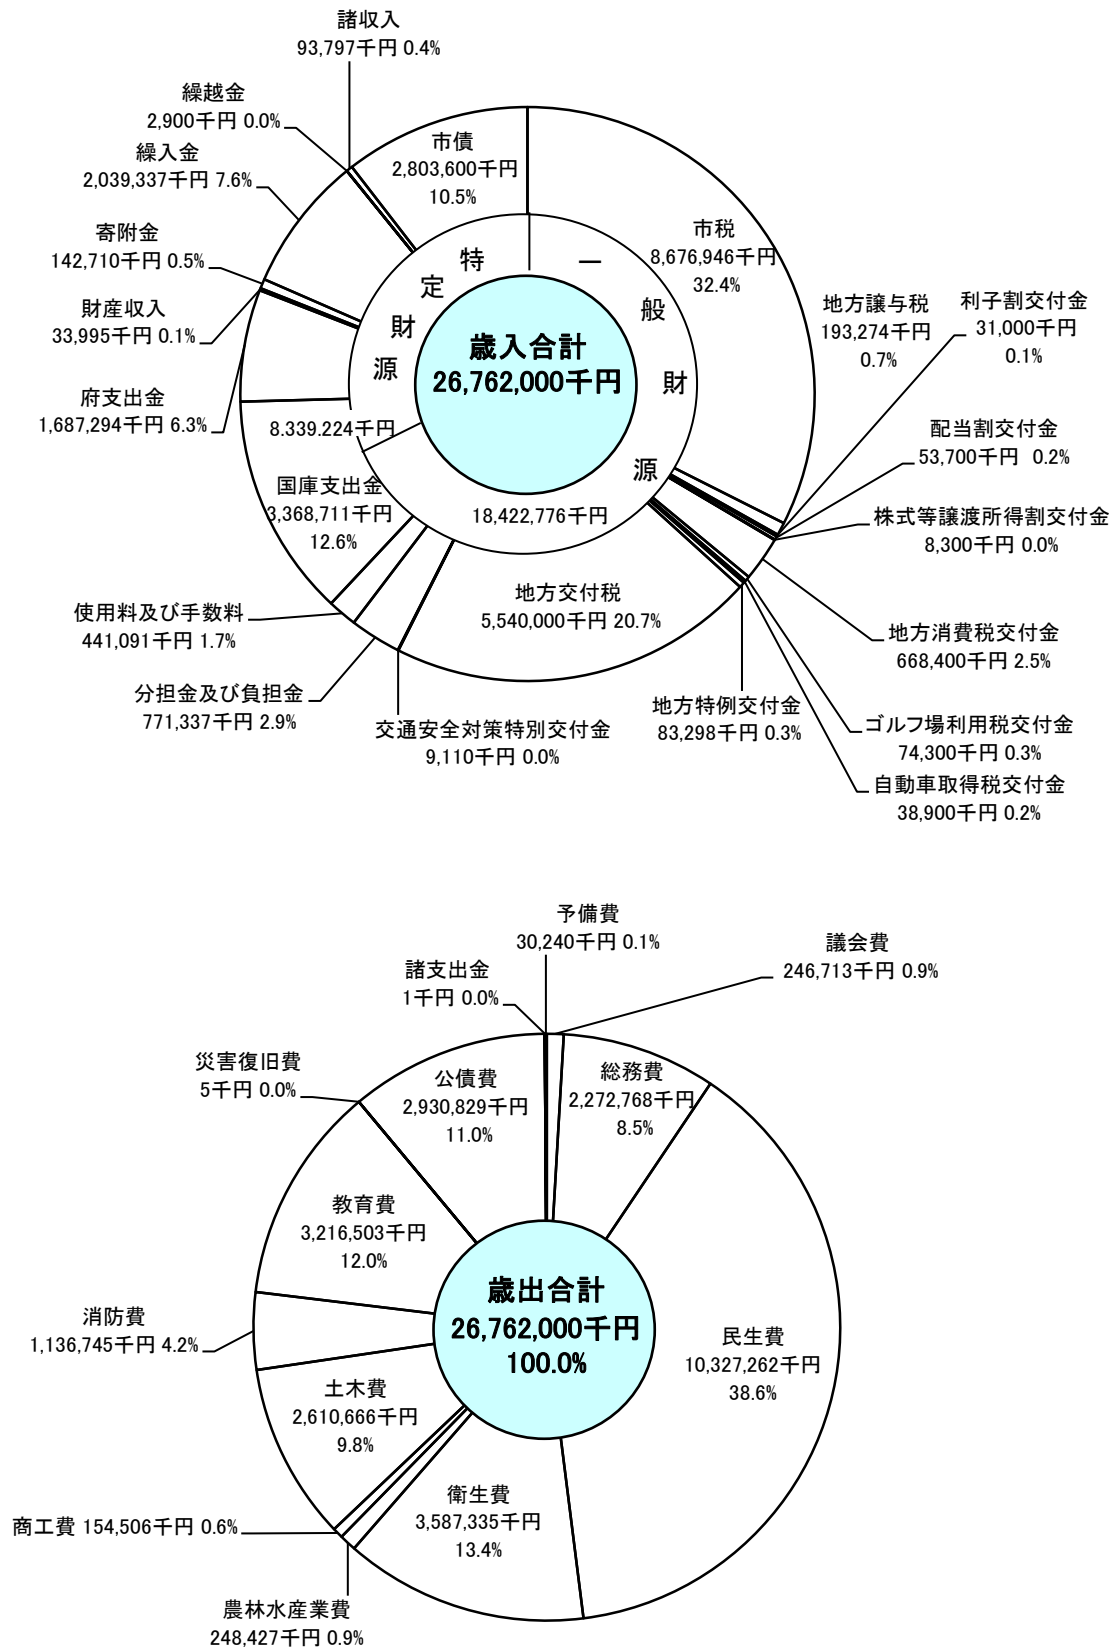 諸収入
93,797千円 0.4%
繰越金
2,900千円 0.0%
繰入金
2,039,337千円 7.6%
寄附金
142,710千円 0.5%
財産収入
33,995千円 0.1%
府支出金
1,687,294千円 6.3%
市債
2,803,600千円
10.5%
市税
8,676,946千円
32.4%
地方譲与税
193,274千円
0.7%
利子割交付金
31,000千円
0.1%
配当割交付金
53,700千円 0.2%
株式等譲渡所得割交付金
8,300千円 0.0%
地方消費税交付金
668,400千円 2.5%
ゴルフ場利用税交付金
74,300千円 0.3%
自動車取得税交付金
38,900千円 0.2%
地方特例交付金
83,298千円 0.3%
地方交付税
5,540,000千円 20.7%
交通安全対策特別交付金
9,110千円 0.0%
分担金及び負担金
771,337千円 2.9%
使用料及び手数料
441,091千円 1.7%
国庫支出金
3,368,711千円
12.6%
特定財源
8,339,224千円
一般財源
18,422,776千円
歳入合計
26,762,000千円
予備費
30,240千円 0.1%
議会費
246,713千円 0.9%
諸支出金
1千円 0.0%
災害復旧費
5千円 0.0%
公債費
2,930,829千円
11.0%
総務費
2,272,768千円
8.5%
教育費
3,216,503千円
12.0%
消防費
1,136,745千円 4.2%
歳出合計
26,762,000千円
100.0%
民生費
10,327,262千円
38.6%
土木費
2,610,666千円
9.8%
衛生費
3,587,335千円
13.4%
商工費 154,506千円 0.6%
農林水産業費
248,427千円 0.9%